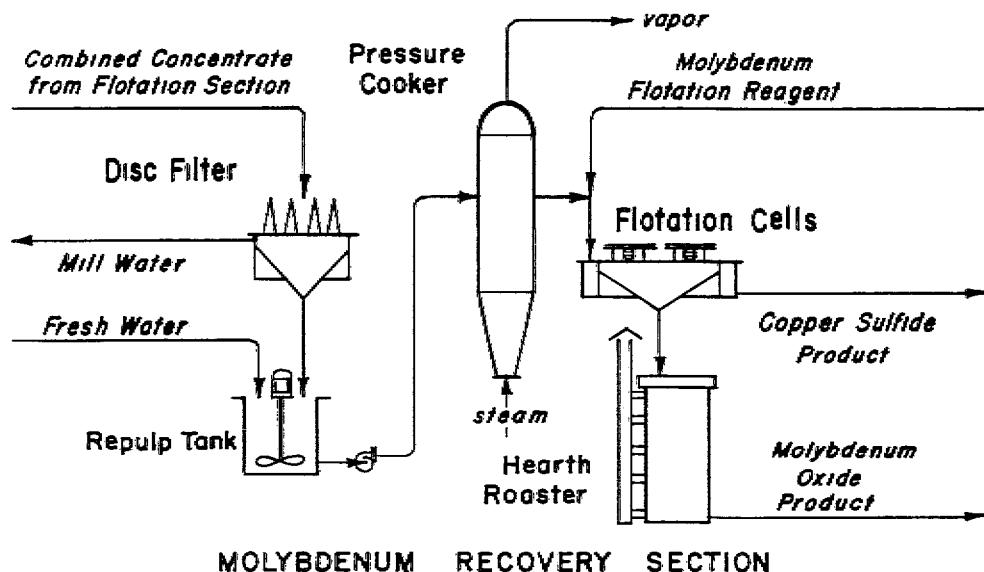 vapor
Combined Concentrate
from Flotation Section
Pressure
Cooker
Molybdenum
Flotation Reagent
Disc Filter
Flotation Cells
Mill Water
Fresh Water
Copper Sulfide
Product
steam
Repulp Tank
Hearth
Roaster
Molybdenum
Oxide
Product
MOLYBDENUM RECOVERY SECTION